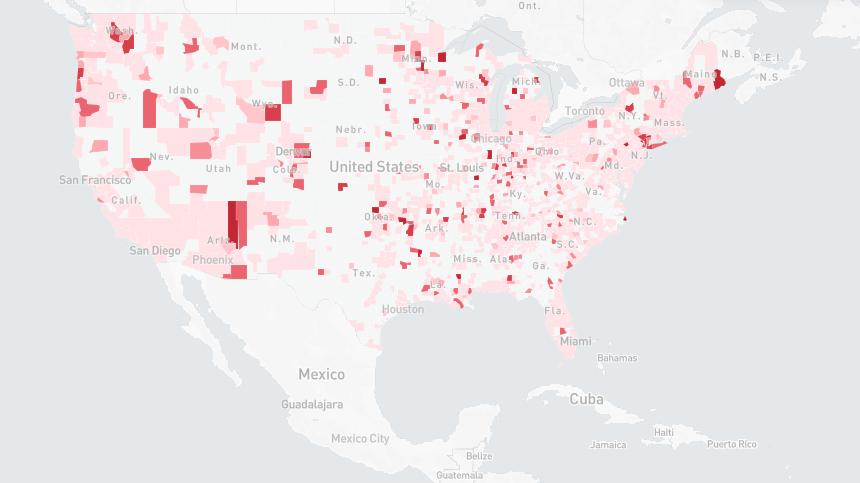 Ont.
Wash.
Mont.
N.D.
Minn.
N.B.
P.E.I.
Maine
N.S.
S.D.
Wis.
Mich.
Ottawa
Vt.
Ore.
Idaho
Wyo.
Toronto
N.Y.
Mass.
Nebr.
Iowa
Chicago
Nev.
Denver
Ind.
Ohio
Pa.
N.J.
Utah
Colo.
United States
St. Louis
W.Va.
Md.
San Francisco
Mo.
Ky.
Va.
Calif.
Okla.
Tenn.
N.C.
San Diego
Ariz.
N.M.
Ark.
Atlanta
S.C.
Phoenix
Tex.
Miss.
Ala.
Ga.
La.
Houston
Fla.
Miami
Bahamas
Mexico
Cuba
Guadalajara
Mexico City
Haiti
Jamaica
Puerto Rico
Belize
Guatemala